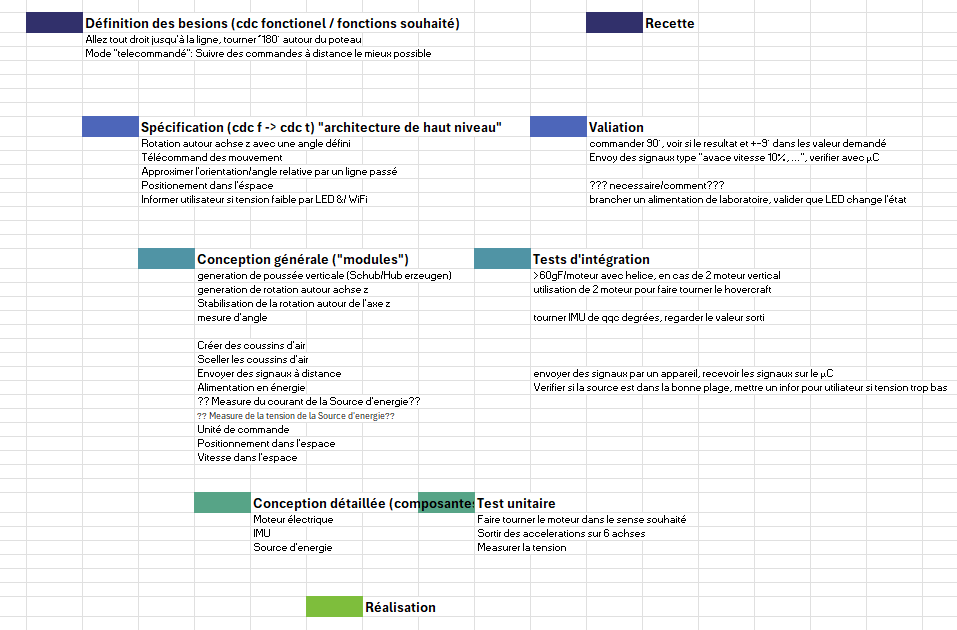 Définition des besions (cdc fonctionel / fonctions souhaité)
Allez tout droit jusqu'à la ligne, tourner ~180° autour du poteau
Mode "telecommandé": Suivre des commandes à distance le mieux possible
Recette
Spécification (cdc f -> cdc t) "architecture de haut niveau"
Rotation autour achse z avec une angle défini
Télécommand des mouvement
Approximer l'orientation/angle relative par un ligne passé
Positionement dans l'éspace
Informer utilisateur si tension faible par LED &/ WiFi
Valiation
commander 90°, voir si le resultat et +-9° dans les valeur demandé
Envoy des signaux type "avace vitesse 10%, ...", verifier avec µC
??? necessaire/comment???
brancher un alimentation de laboratoire, valider que LED change l'état
Conception générale ("modules")
generation de poussée verticale (Schub/Hub erzeugen)
generation de rotation autour achse z
Stabilisation de la rotation autour de l'axe z
mesure d'angle
Créer des coussins d'air
Sceller les coussins d'air
Envoyer des signaux à distance
Alimentation en énergie
?? Measure du courant de la Source d'energie??
?? Measure de la tension de la Source d'energie??
Unité de commande
Positionnement dans l'espace
Vitesse dans l'espace
Tests d'intégration
>60gF/moteur avec helice, en cas de 2 moteur vertical
utilisation de 2 moteur pour faire tourner le hovercraft
tourner IMU de qqc degrées, regarder le valeur sorti
envoyer des signaux par un appareil, recevoir les signaux sur le µC
Verifier si la source est dans la bonne plage, mettre un infor pour utiliateur si tension trop bas
Conception détaillée (composantes
Moteur électrique
IMU
Source d'energie
Test unitaire
Faire tourner le moteur dans le sense souhaité
Sortir des accelerations sur 6 achses
Measurer la tension
Réalisation